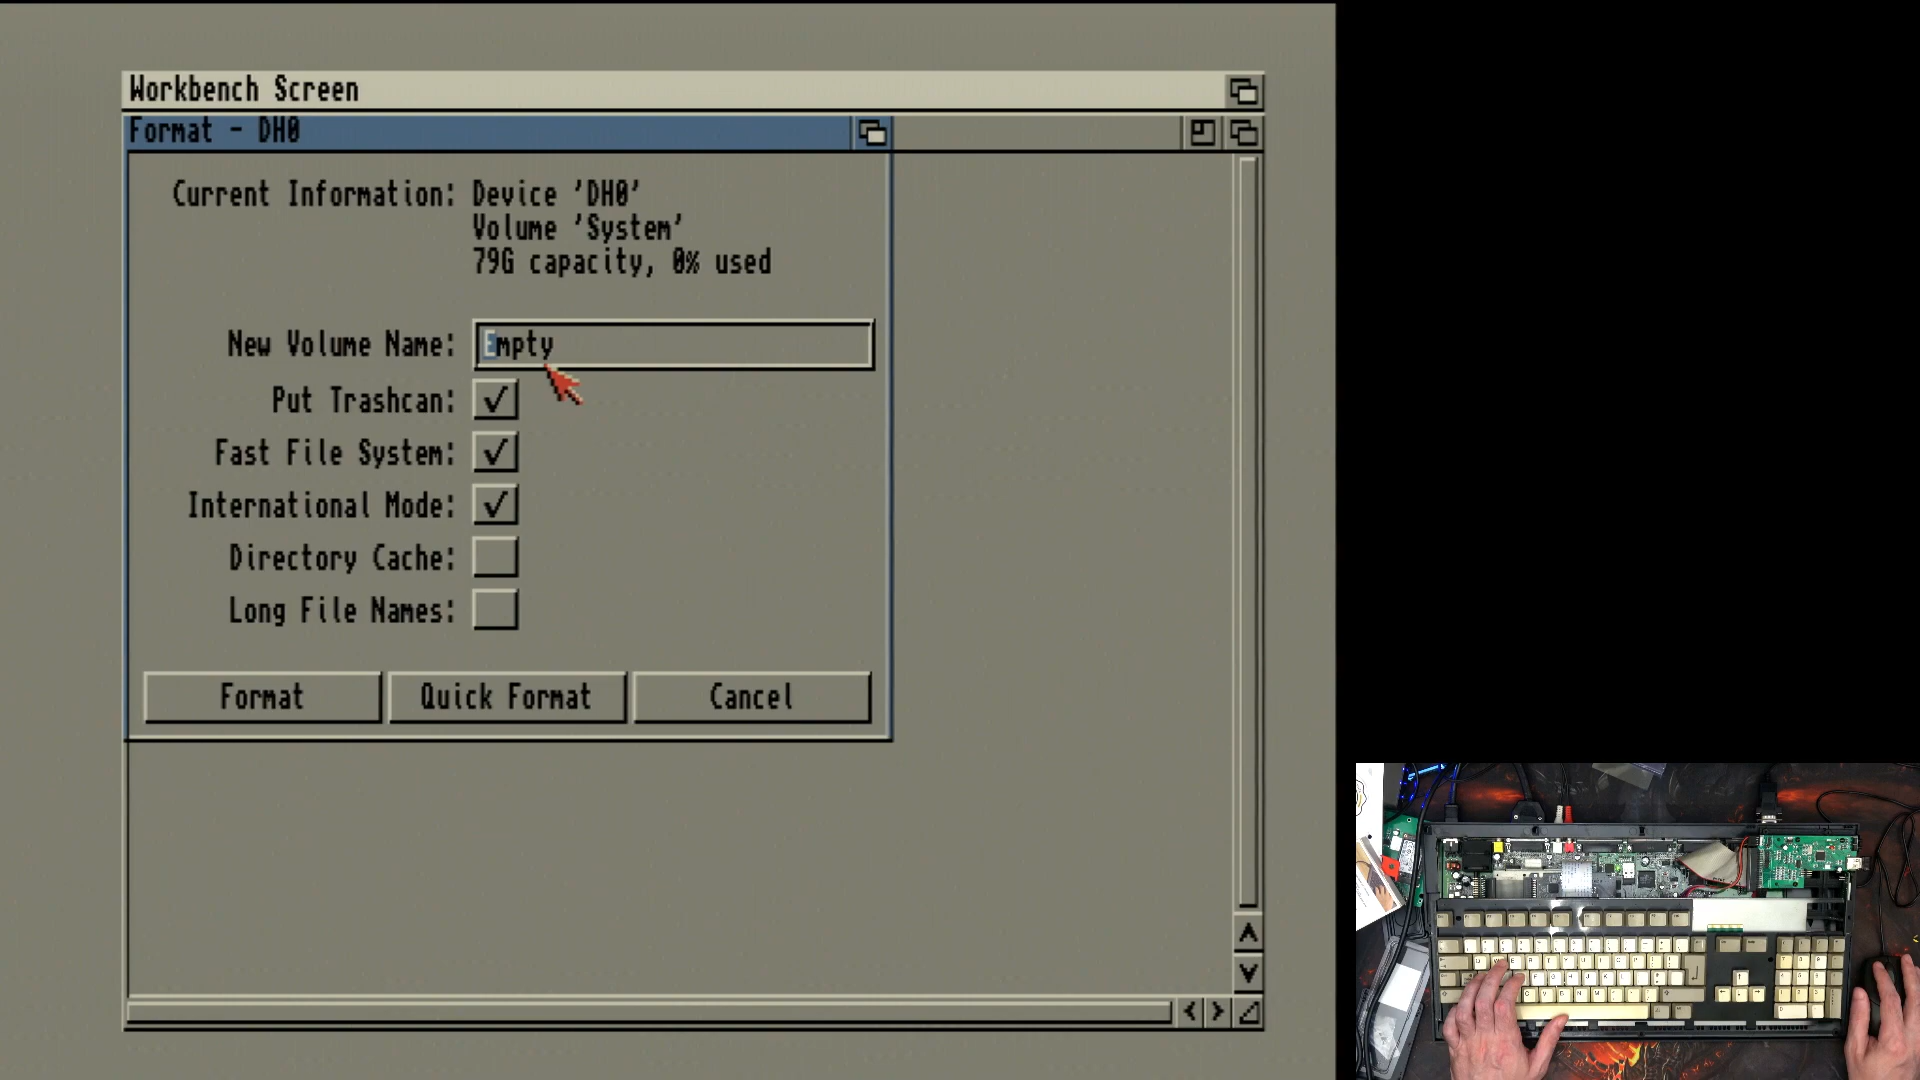 Workbench Screen
Format - DH0
Current Information: Device 'DH0'
Volume 'System'
79G capacity, 0% used
New Volume Name: Empty
Put Trashcan: ✓
Fast File System: ✓
International Mode: ✓
Directory Cache:
Long File Names:
Format
Quick Format
Cancel